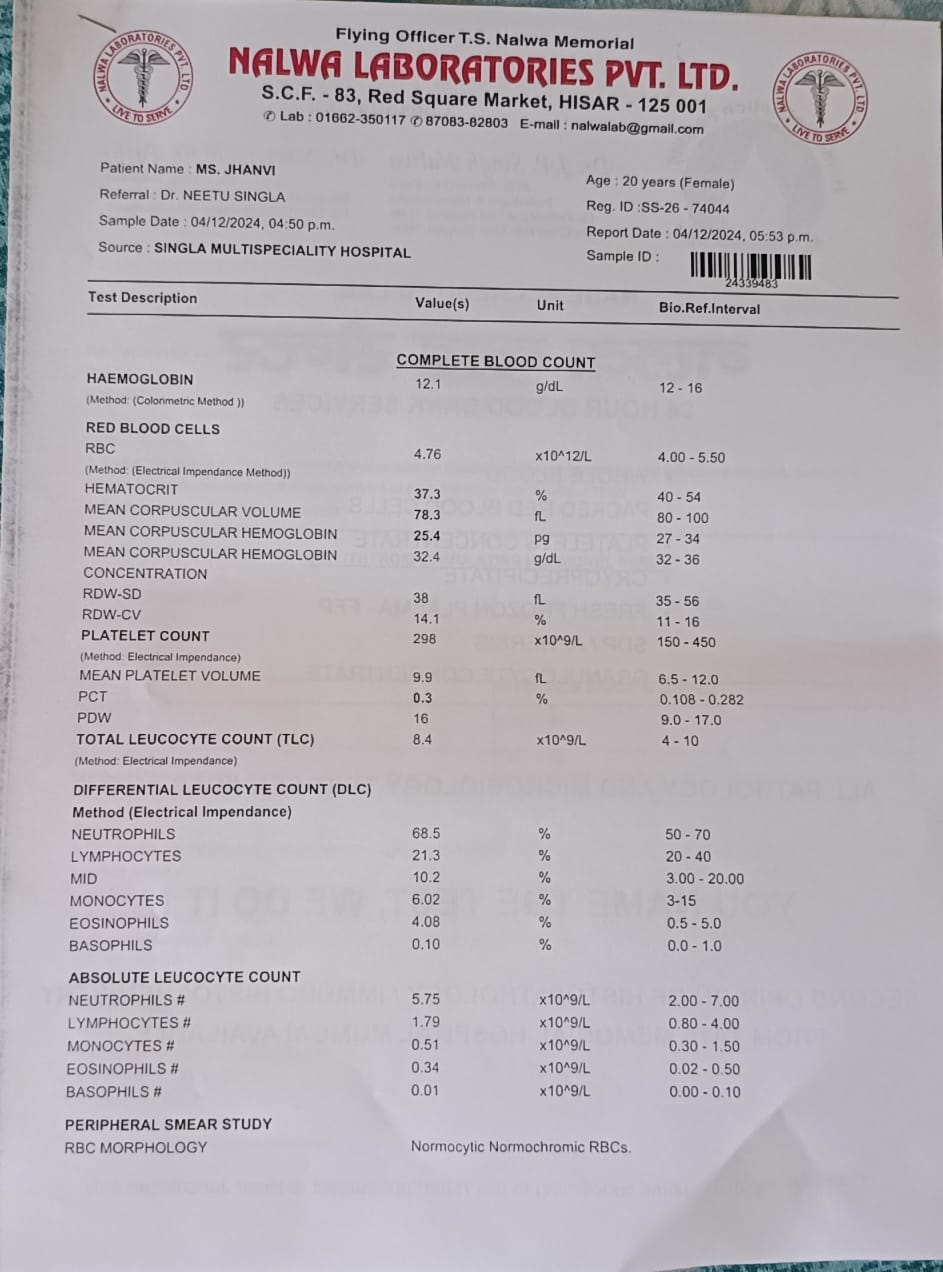 Flying Officer T.S. Nalwa Memorial
NALWA LABORATORIES PVT. LTD.
S.C.F. - 83, Red Square Market, HISAR - 125 001
✆ Lab : 01662-350117 ✆ 87083-82803 E-mail : nalwalab@gmail.com
NALWA LABORATORIES PVT. LTD
LIVE TO SERVE
NALWA LABORATORIES PVT. LTD
LIVE TO SERVE
Patient Name : MS. JHANVI
Age : 20 years (Female)
Referral : Dr. NEETU SINGLA
Reg. ID :SS-26 - 74044
Sample Date : 04/12/2024, 04:50 p.m.
Report Date : 04/12/2024, 05:53 p.m.
Source : SINGLA MULTISPECIALITY HOSPITAL
Sample ID :
24339483
Test Description Value(s) Unit Bio.Ref.Interval
COMPLETE BLOOD COUNT
HAEMOGLOBIN 12.1 g/dL 12 - 16
(Method: (Colorimetric Method ))
RED BLOOD CELLS
RBC 4.76 x10^12/L 4.00 - 5.50
(Method: (Electrical Impendance Method))
HEMATOCRIT 37.3 % 40 - 54
MEAN CORPUSCULAR VOLUME 78.3 fL 80 - 100
MEAN CORPUSCULAR HEMOGLOBIN 25.4 pg 27 - 34
MEAN CORPUSCULAR HEMOGLOBIN 32.4 g/dL 32 - 36
CONCENTRATION
RDW-SD 38 fL 35 - 56
RDW-CV 14.1 % 11 - 16
PLATELET COUNT 298 x10^9/L 150 - 450
(Method: Electrical Impendance)
MEAN PLATELET VOLUME 9.9 fL 6.5 - 12.0
PCT 0.3 % 0.108 - 0.282
PDW 16 9.0 - 17.0
TOTAL LEUCOCYTE COUNT (TLC) 8.4 x10^9/L 4 - 10
(Method: Electrical Impendance)
DIFFERENTIAL LEUCOCYTE COUNT (DLC)
Method (Electrical Impendance)
NEUTROPHILS 68.5 % 50 - 70
LYMPHOCYTES 21.3 % 20 - 40
MID 10.2 % 3.00 - 20.00
MONOCYTES 6.02 % 3-15
EOSINOPHILS 4.08 % 0.5 - 5.0
BASOPHILS 0.10 % 0.0 - 1.0
ABSOLUTE LEUCOCYTE COUNT
NEUTROPHILS # 5.75 x10^9/L 2.00 - 7.00
LYMPHOCYTES # 1.79 x10^9/L 0.80 - 4.00
MONOCYTES # 0.51 x10^9/L 0.30 - 1.50
EOSINOPHILS # 0.34 x10^9/L 0.02 - 0.50
BASOPHILS # 0.01 x10^9/L 0.00 - 0.10
PERIPHERAL SMEAR STUDY
RBC MORPHOLOGY Normocytic Normochromic RBCs.